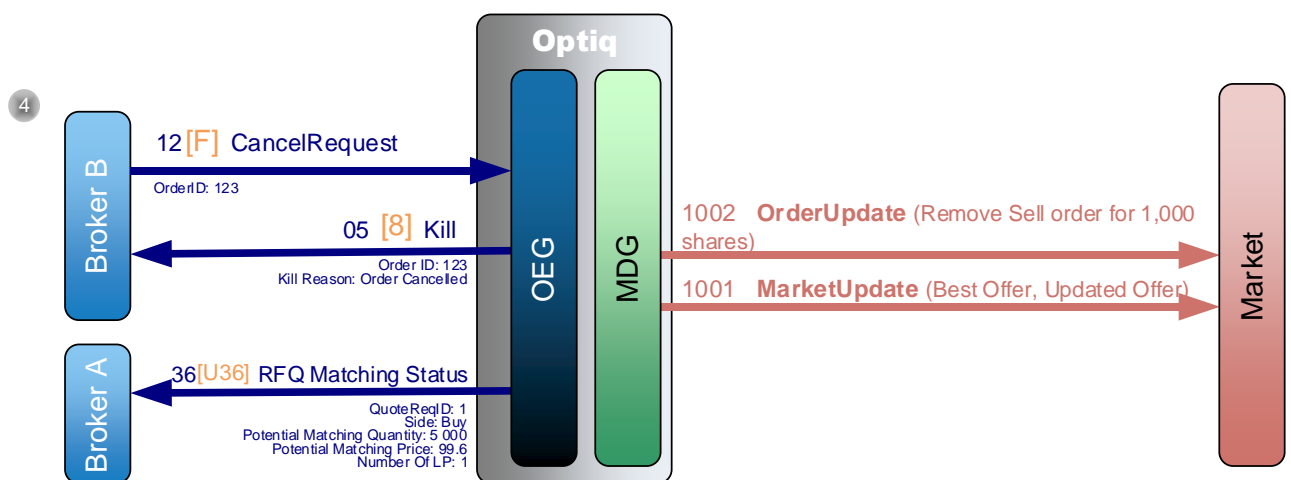 Optiq
4
Broker B
12 [F] CancelRequest
OrderID: 123
05 [8] Kill
Order ID: 123
Kill Reason: Order Cancelled
OEG
MDG
1002 OrderUpdate (Remove Sell order for 1,000
shares)
1001 MarketUpdate (Best Offer, Updated Offer)
Market
Broker A
36[U36] RFQ Matching Status
QuoteReqID: 1
Side: Buy
Potential Matching Quantity: 5 000
Potential Matching Price: 99.6
Number Of LP: 1